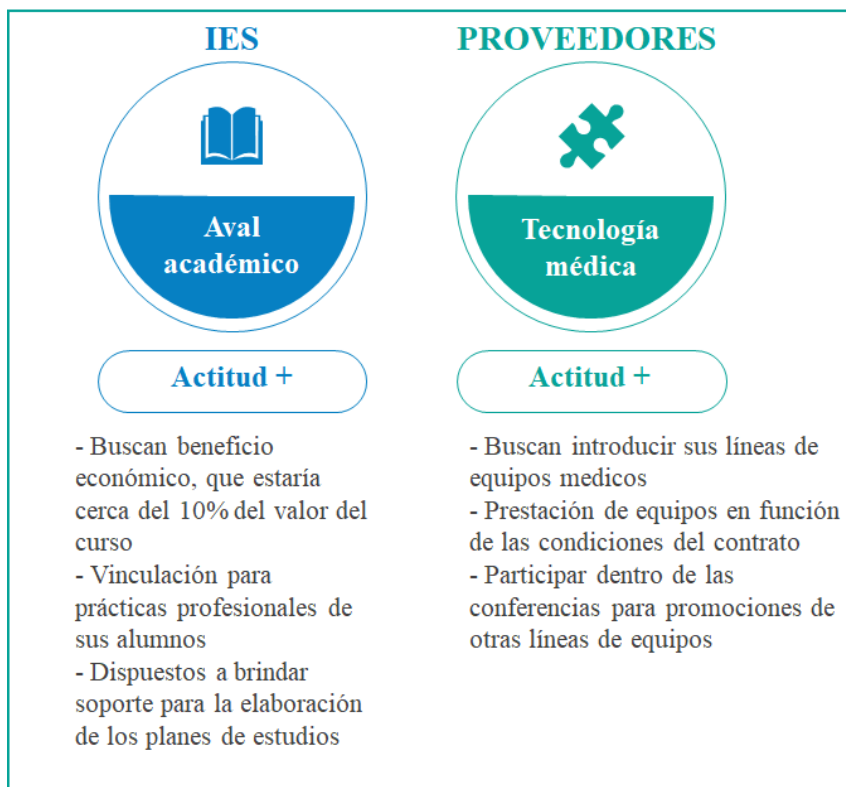 IES
Aval
académico
Actitud +
- Buscan beneficio
económico, que estaría
cerca del 10% del valor del
curso
- Vinculación para
prácticas profesionales de
sus alumnos
- Dispuestos a brindar
soporte para la elaboración
de los planes de estudios
PROVEEDORES
Tecnología
médica
Actitud +
- Buscan introducir sus líneas de
equipos medicos
- Prestación de equipos en función
de las condiciones del contrato
- Participar dentro de las
conferencias para promociones de
otras líneas de equipos